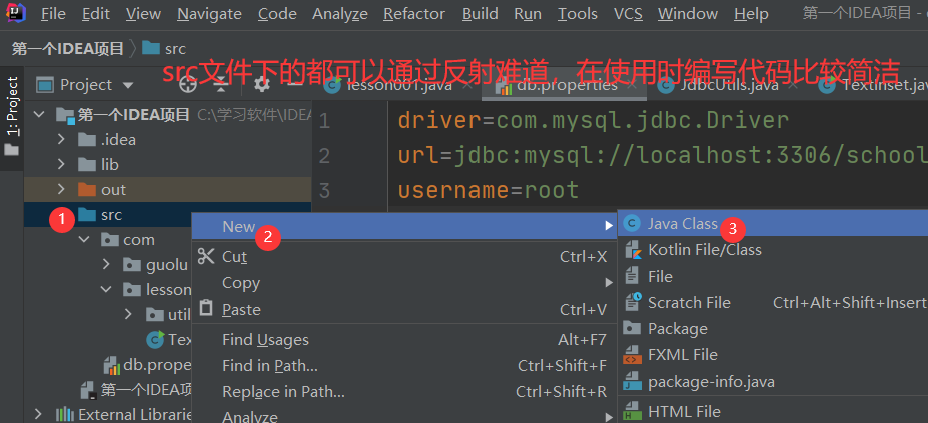 File Edit View Navigate Code Analyze Refactor Build Run Tools VCS Window Help 第一个IDEA项目
第一个IDEA项目 src
src文件下的都可以通过反射难道，在使用时编写代码比较简洁
Project lesson001.java db.properties JdbcUtils.java TextInset.java
1: Project
第一个IDEA项目 C:\学习软件\IDEA
1 driver=com.mysql.jdbc.Driver
.idea
2 url=jdbc:mysql://localhost:3306/school
lib
out
3 username=root
1 src
New
2
Java Class
3
com
Kotlin File/Class
Cut Ctrl+X
guolu
File
Copy
lesson
Scratch File Ctrl+Alt+Shift+Insert
Paste Ctrl+V
util
Package
Tex
Find Usages Alt+F7
FXML File
db.prope
Find in Path... Ctrl+Shift+F
package-info.java
第一个IDEA项
Replace in Path... Ctrl+Shift+R
HTML File
External Librarie
Analyze